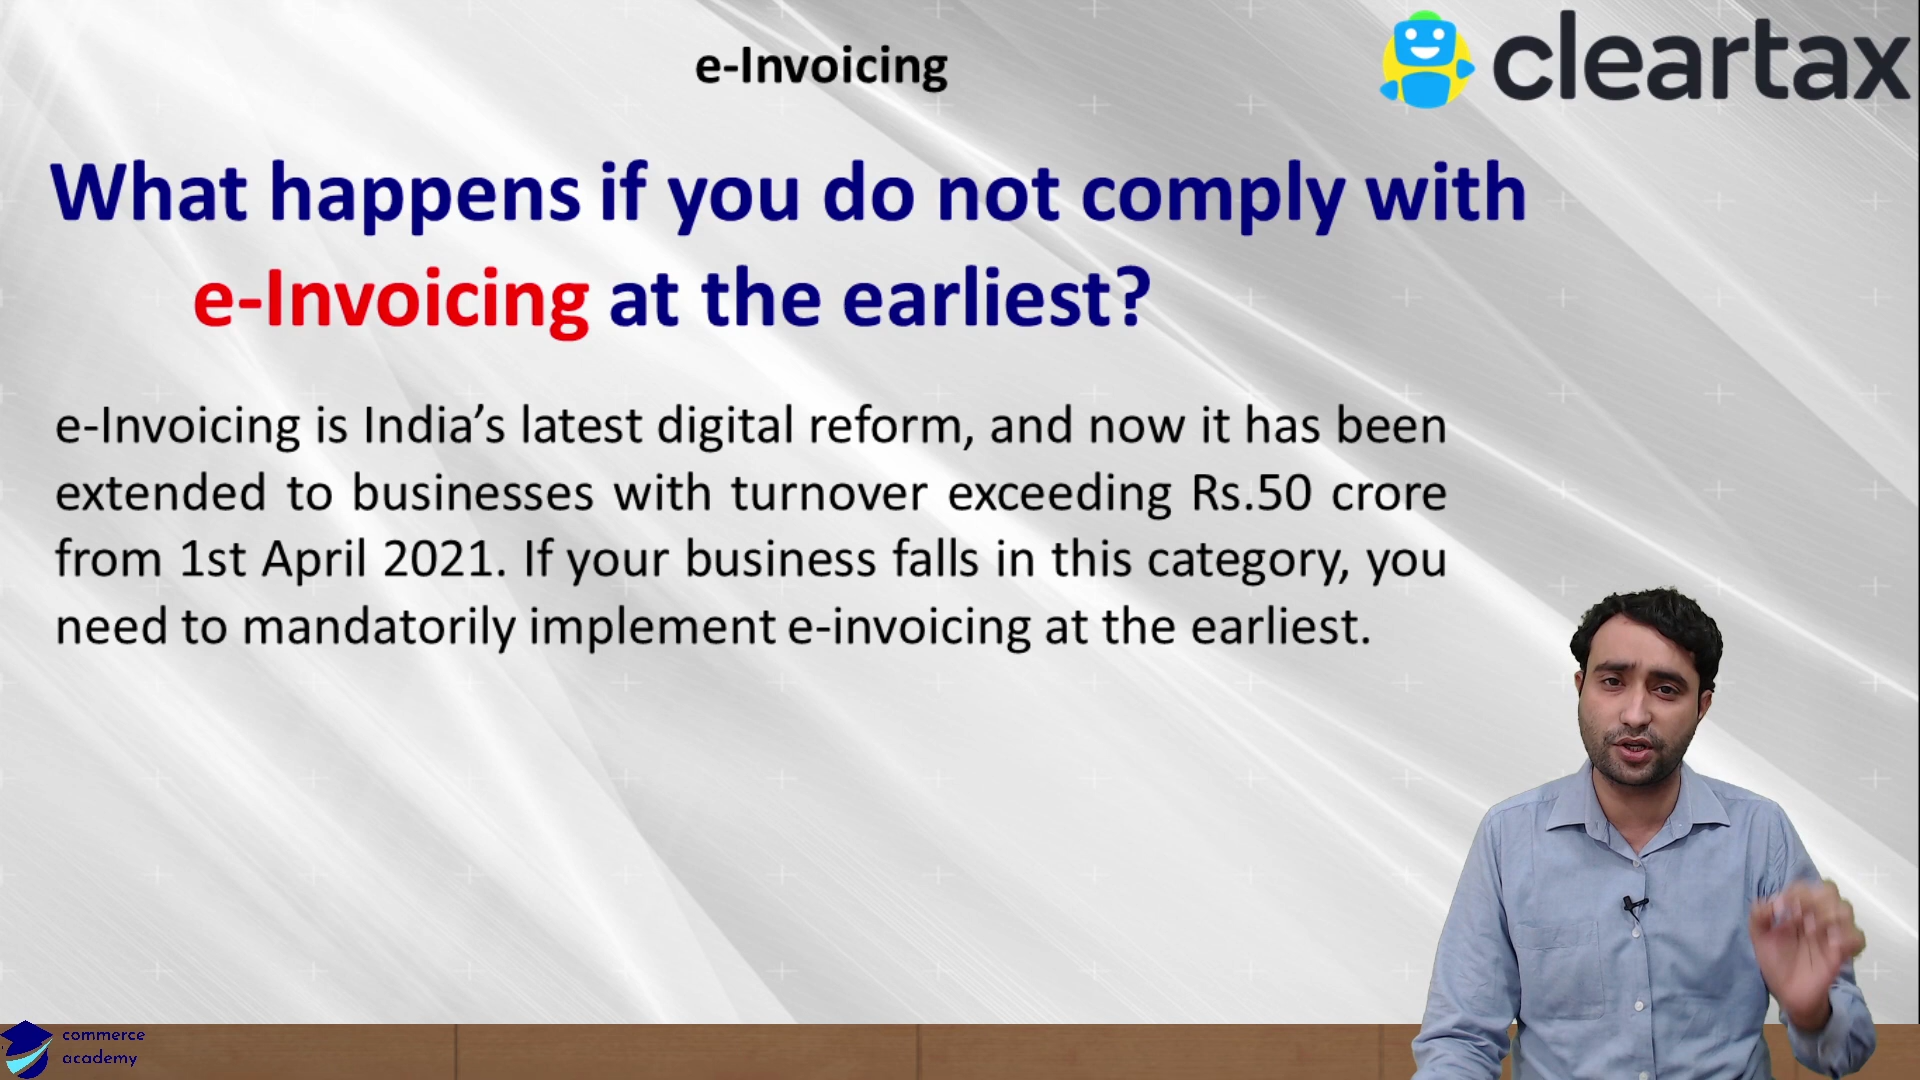 e-Invoicing
cleartax
What happens if you do not comply with
e-Invoicing at the earliest?
e-Invoicing is India’s latest digital reform, and now it has been
extended to businesses with turnover exceeding Rs.50 crore
from 1st April 2021. If your business falls in this category, you
need to mandatorily implement e-invoicing at the earliest.
commerce
academy